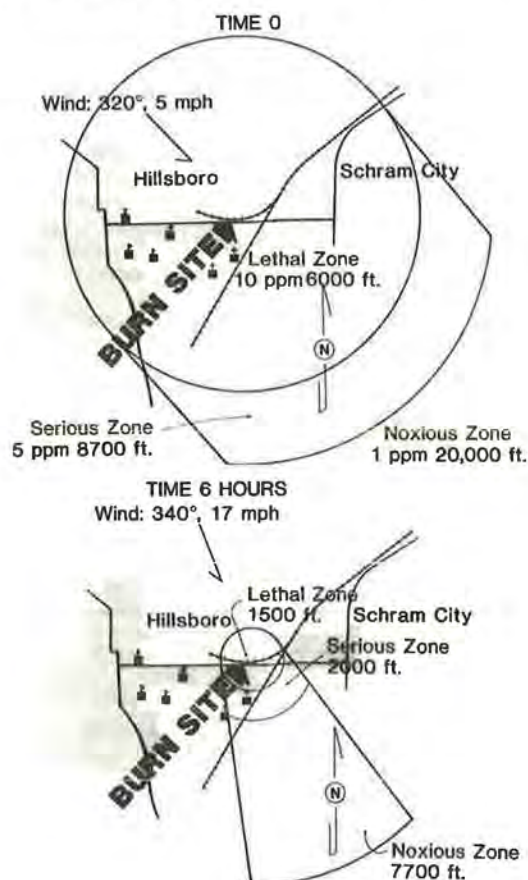 TIME 0
Wind: 320°, 5 mph
Hillsboro
Schram City
Lethal Zone
10 ppm 6000 ft.
BURN SITE
N
Serious Zone
5 ppm 8700 ft.
Noxious Zone
1 ppm 20,000 ft.
TIME 6 HOURS
Wind: 340°, 17 mph
Lethal Zone
1500 ft.
Hillsboro
Schram City
Serious Zone
2000 ft.
BURN SITE
N
Noxious Zone
7700 ft.